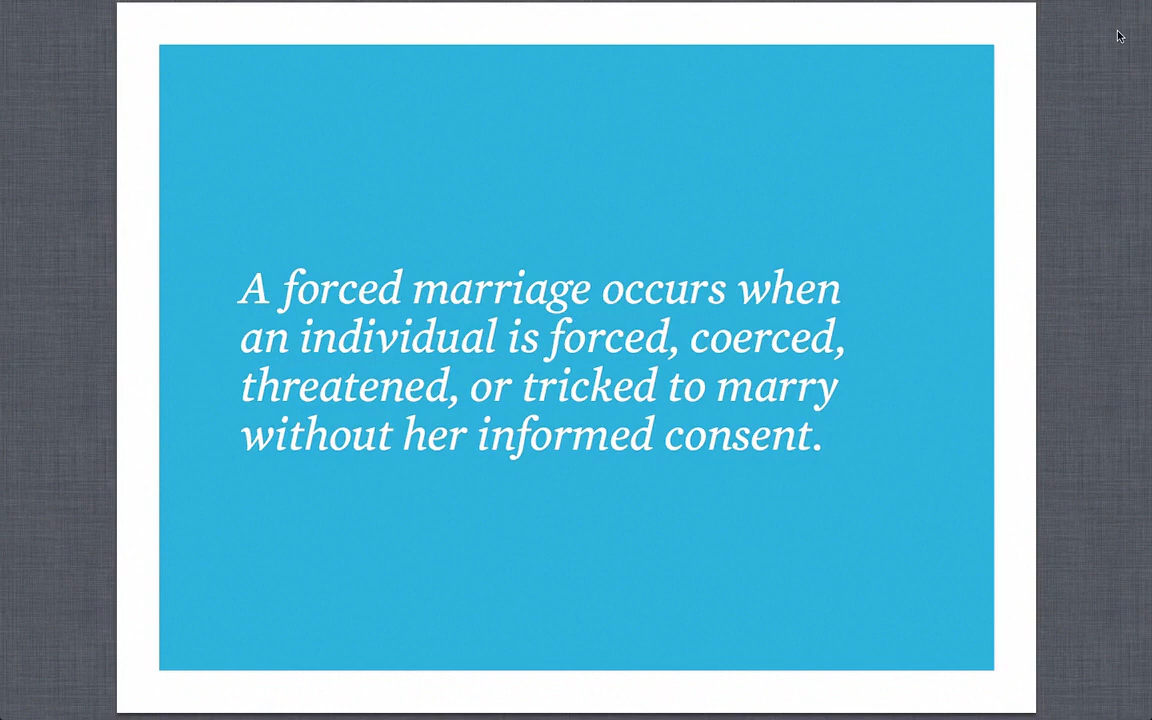 A forced marriage occurs when
an individual is forced, coerced,
threatened, or tricked to marry
without her informed consent.